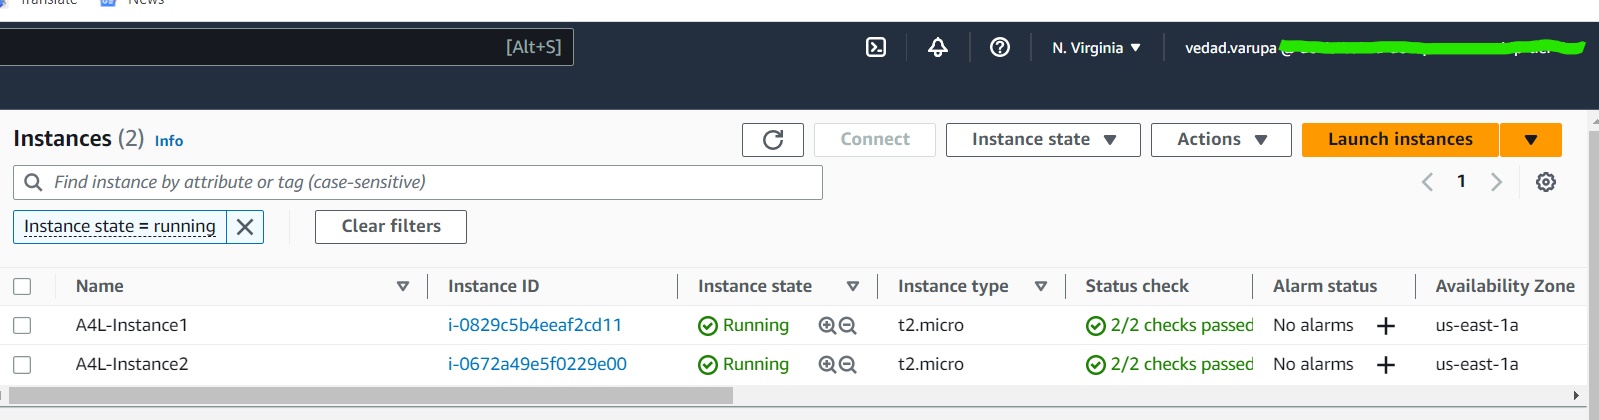 Translate News
[Alt+S] N. Virginia vedad.varupa
Instances (2) Info Connect Instance state Actions Launch instances
Find instance by attribute or tag (case-sensitive) 1
Instance state = running Clear filters
Name Instance ID Instance state Instance type Status check Alarm status Availability Zone
A4L-Instance1 i-0829c5b4eeaf2cd11 Running t2.micro 2/2 checks passed No alarms + us-east-1a
A4L-Instance2 i-0672a49e5f0229e00 Running t2.micro 2/2 checks passed No alarms + us-east-1a